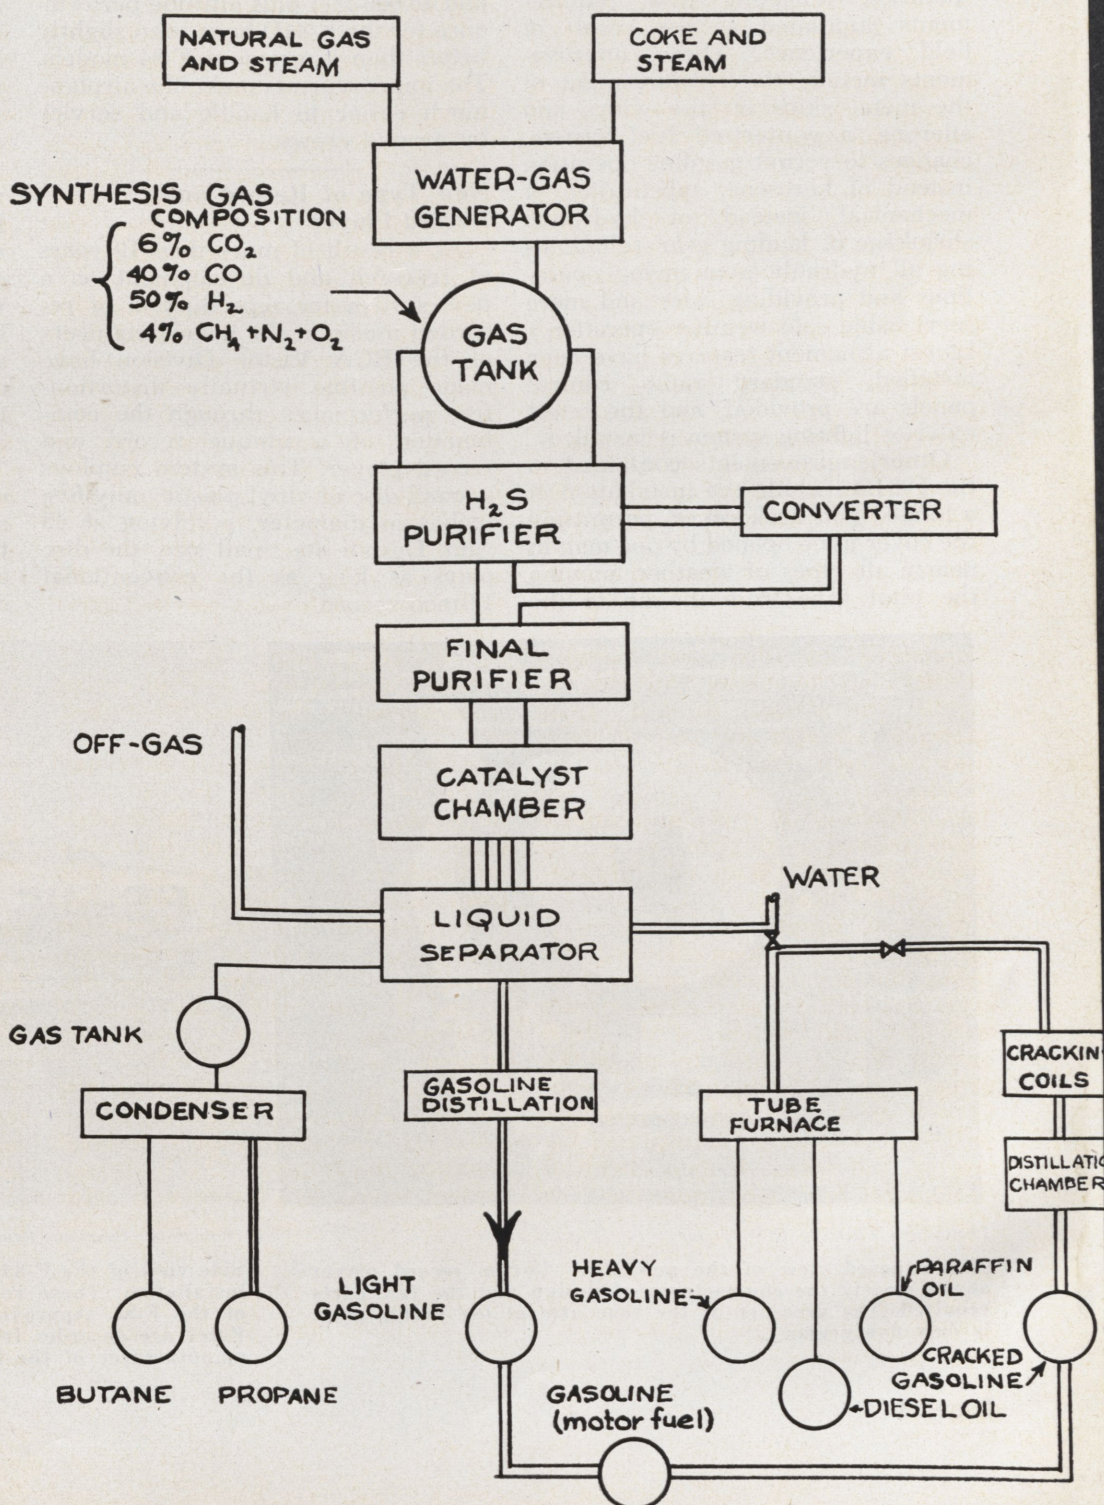 NATURAL GAS
AND STEAM
COKE AND
STEAM
WATER-GAS
GENERATOR
SYNTHESIS GAS
COMPOSITION
6% CO₂
40% CO
50% H₂
4% CH₄+N₂+O₂
GAS
TANK
H₂S
PURIFIER
CONVERTER
FINAL
PURIFIER
OFF-GAS
CATALYST
CHAMBER
WATER
LIQUID
SEPARATOR
GAS TANK
CRACKIN
COILS
CONDENSER
GASOLINE
DISTILLATION
TUBE
FURNACE
DISTILLATIO
CHAMBER
LIGHT
GASOLINE
HEAVY
GASOLINE
PARAFFIN
OIL
CRACKED
GASOLINE
DIESEL OIL
BUTANE
PROPANE
GASOLINE
(motor fuel)